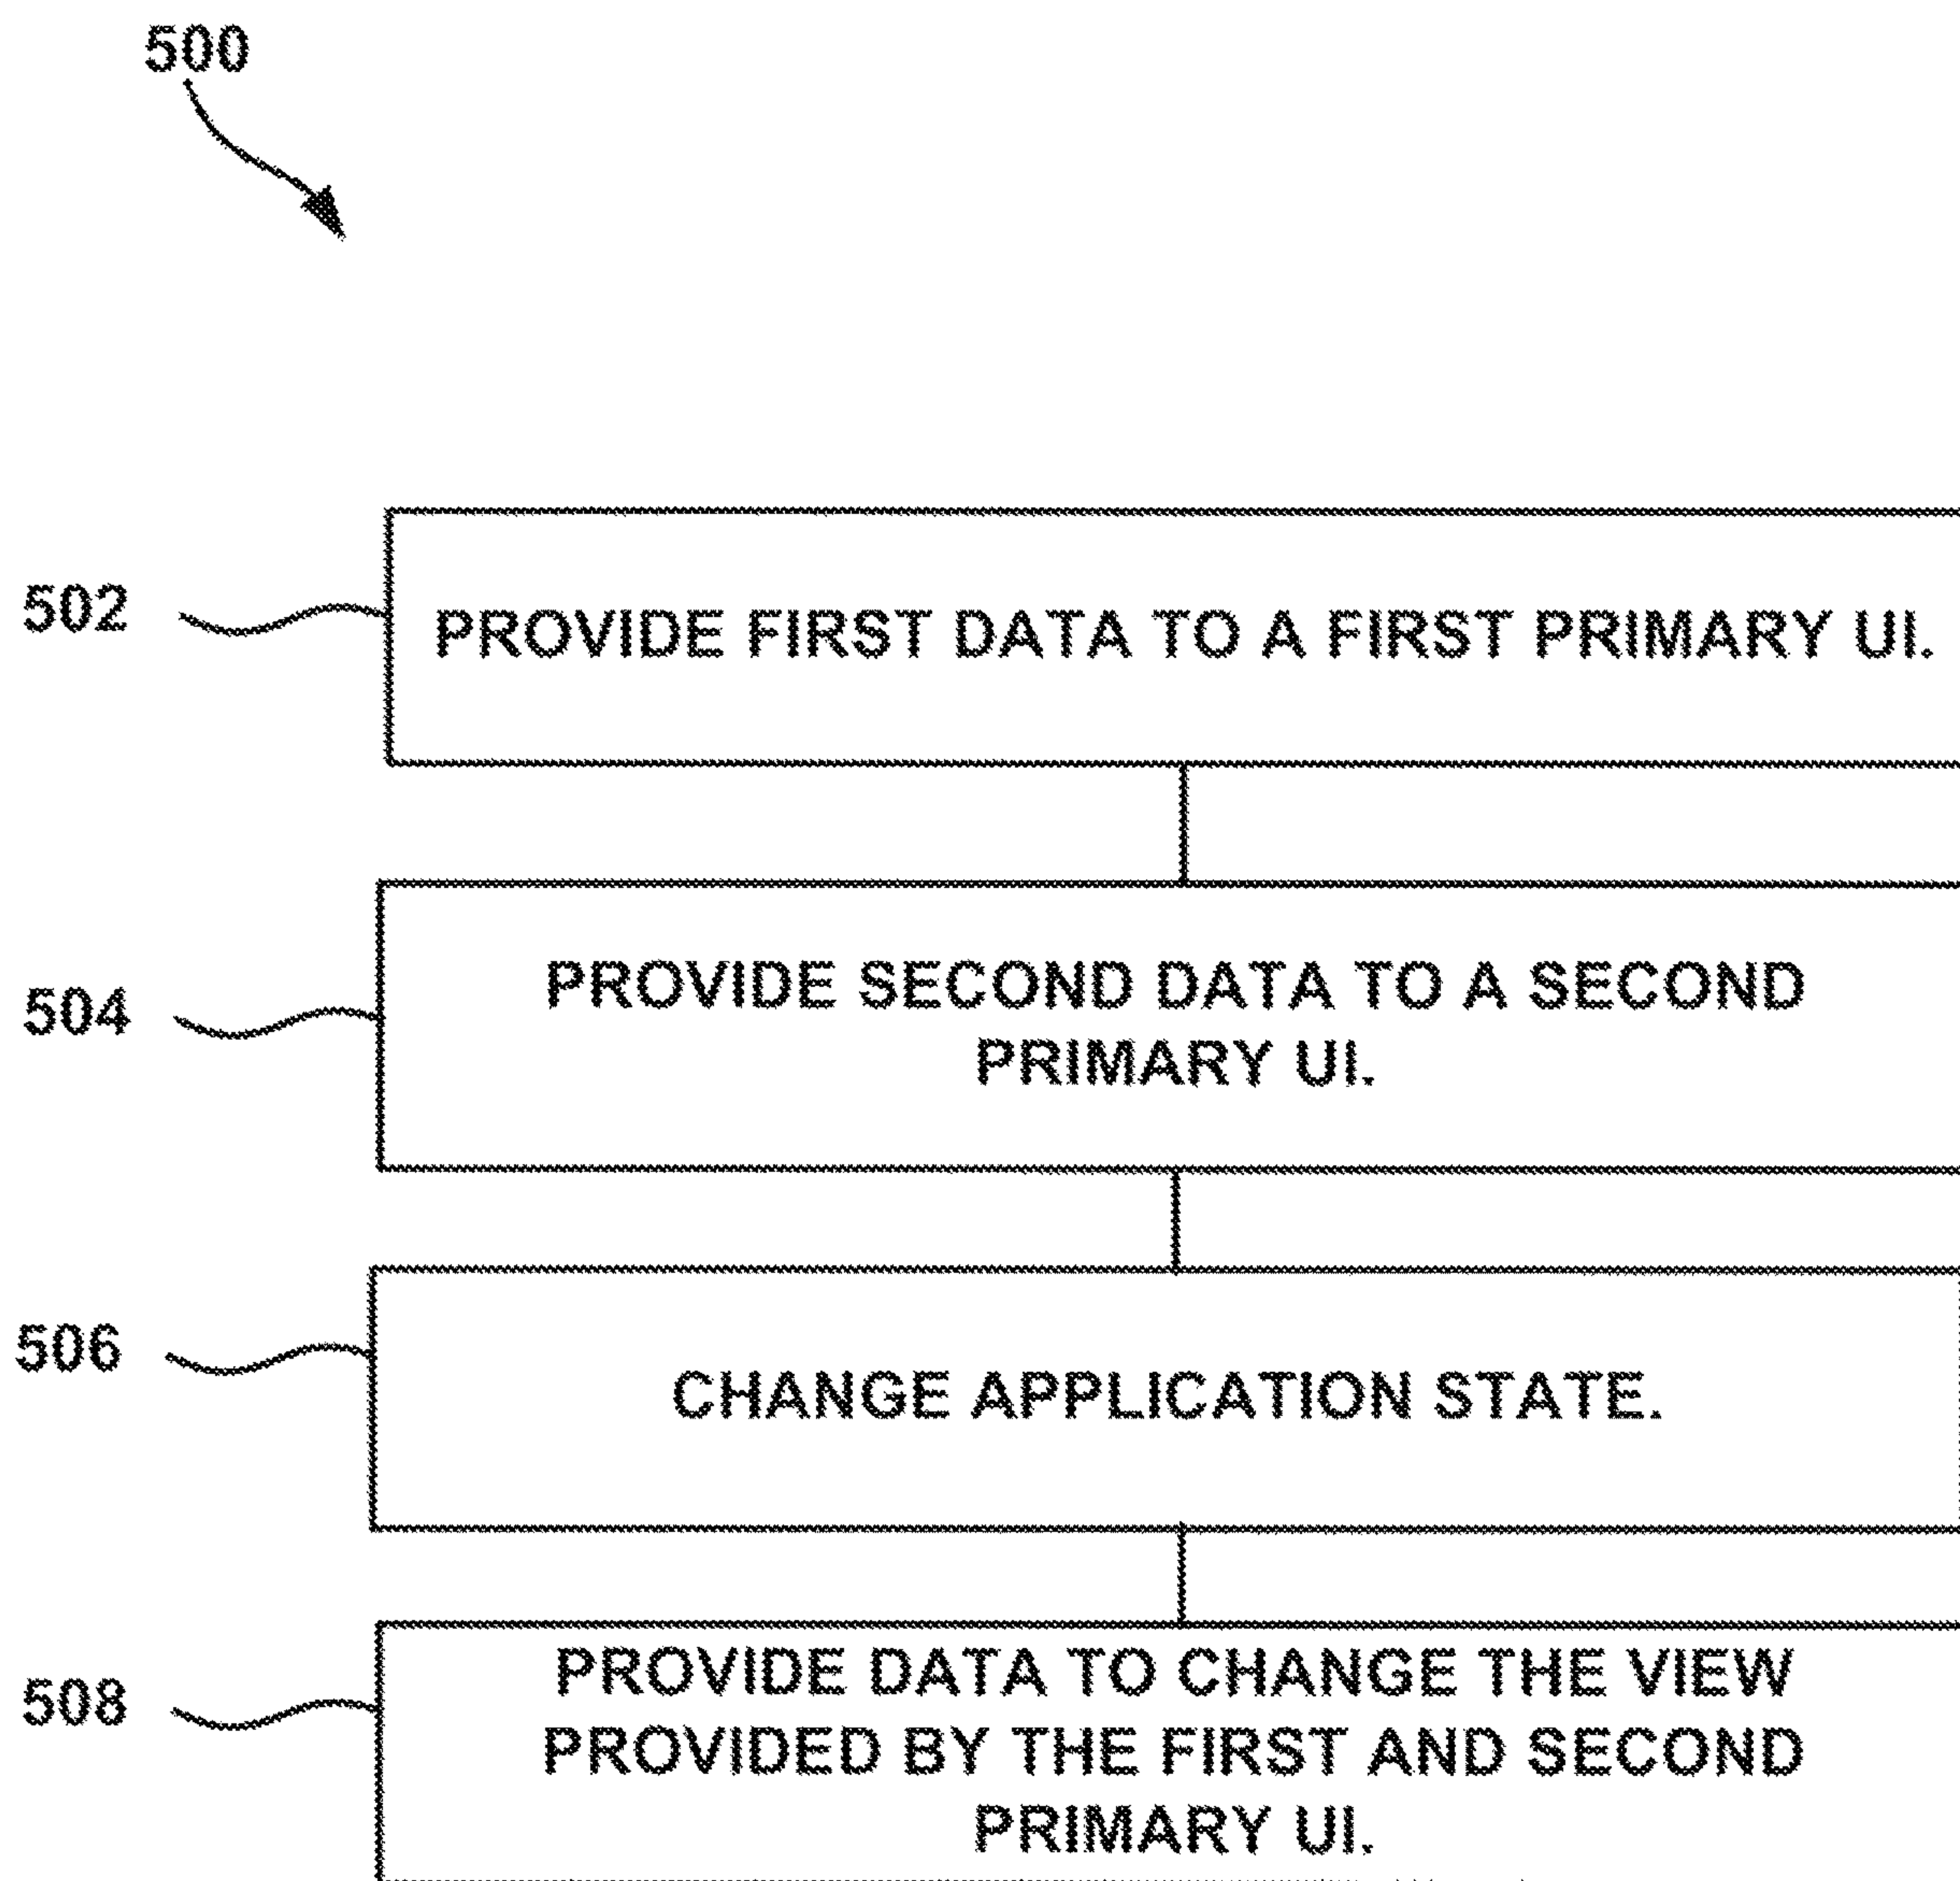 500
502
PROVIDE FIRST DATA TO A FIRST PRIMARY UI.
504
PROVIDE SECOND DATA TO A SECOND
PRIMARY UI.
506
CHANGE APPLICATION STATE.
508
PROVIDE DATA TO CHANGE THE VIEW
PROVIDED BY THE FIRST AND SECOND
PRIMARY UI.